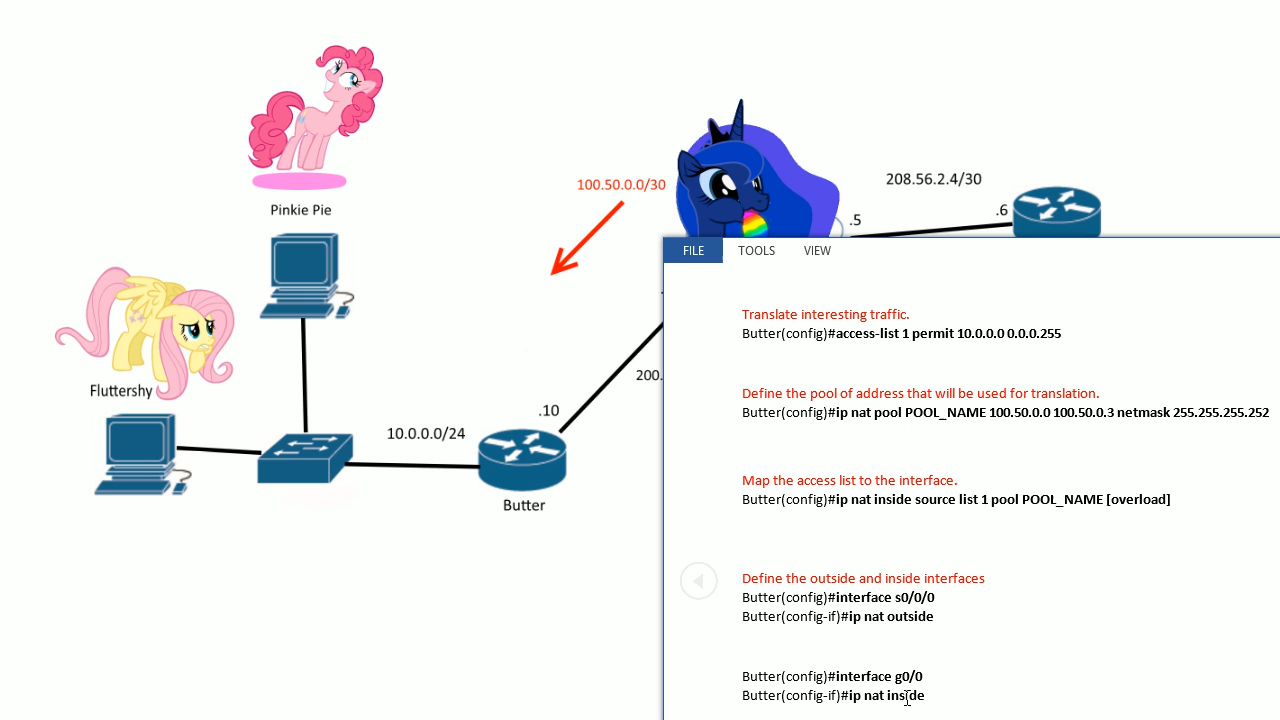 Pinkie Pie
Fluttershy
100.50.0.0/30
208.56.2.4/30
.5
.6
.10
200.
10.0.0.0/24
Butter
FILE TOOLS VIEW
Translate interesting traffic.
Butter(config)#access-list 1 permit 10.0.0.0 0.0.0.255
Define the pool of address that will be used for translation.
Butter(config)#ip nat pool POOL_NAME 100.50.0.0 100.50.0.3 netmask 255.255.255.252
Map the access list to the interface.
Butter(config)#ip nat inside source list 1 pool POOL_NAME [overload]
Define the outside and inside interfaces
Butter(config)#interface s0/0/0
Butter(config-if)#ip nat outside
Butter(config)#interface g0/0
Butter(config-if)#ip nat inside